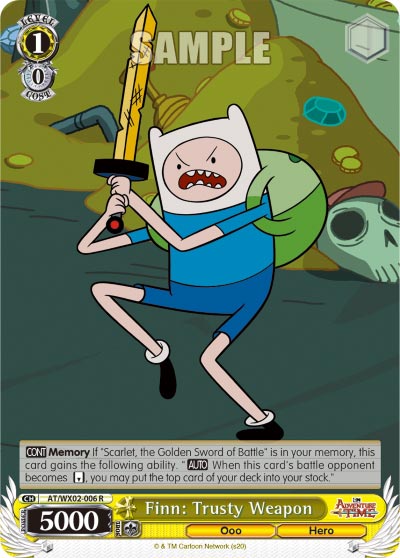 LEVEL
1
0
COST
SAMPLE
CONT Memory If "Scarlet, the Golden Sword of Battle" is in your memory, this
card gains the following ability. "AUTO When this card's battle opponent
becomes , you may put the top card of your deck into your stock."
CH AT/WX02-006 R
POWER 5000
SOUL
Finn: Trusty Weapon
Ooo Hero
ADVENTURE TIME
© & TM Cartoon Network (s20)